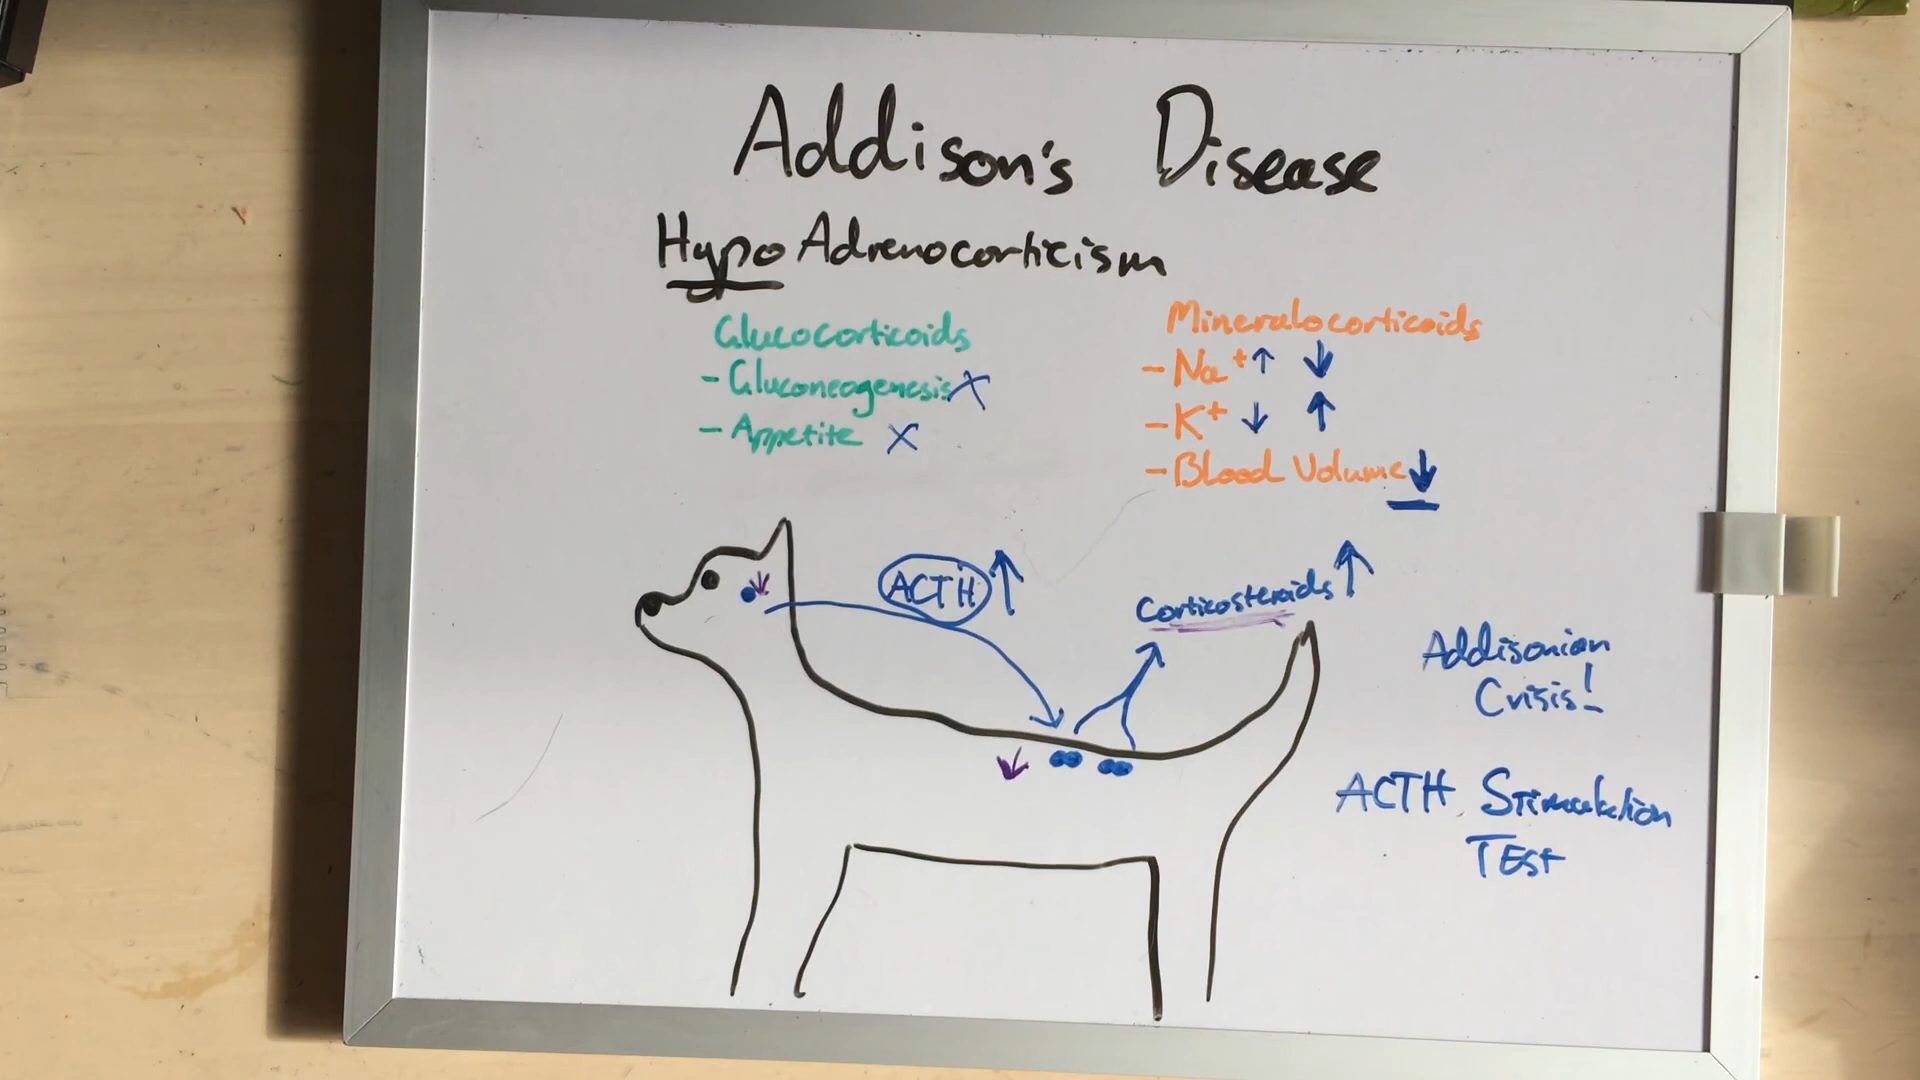 Addison's Disease
HypoAdrenocorticism
Glucocorticoids
- Gluconeogenesis X
- Appetite X
Mineralocorticoids
- Na+ ↑ ↓
- K+ ↓ ↑
- Blood Volume ↓
ACTH ↑
Corticosteroids ↑
Addisonian
Crisis!
ACTH Stimulation
TEst